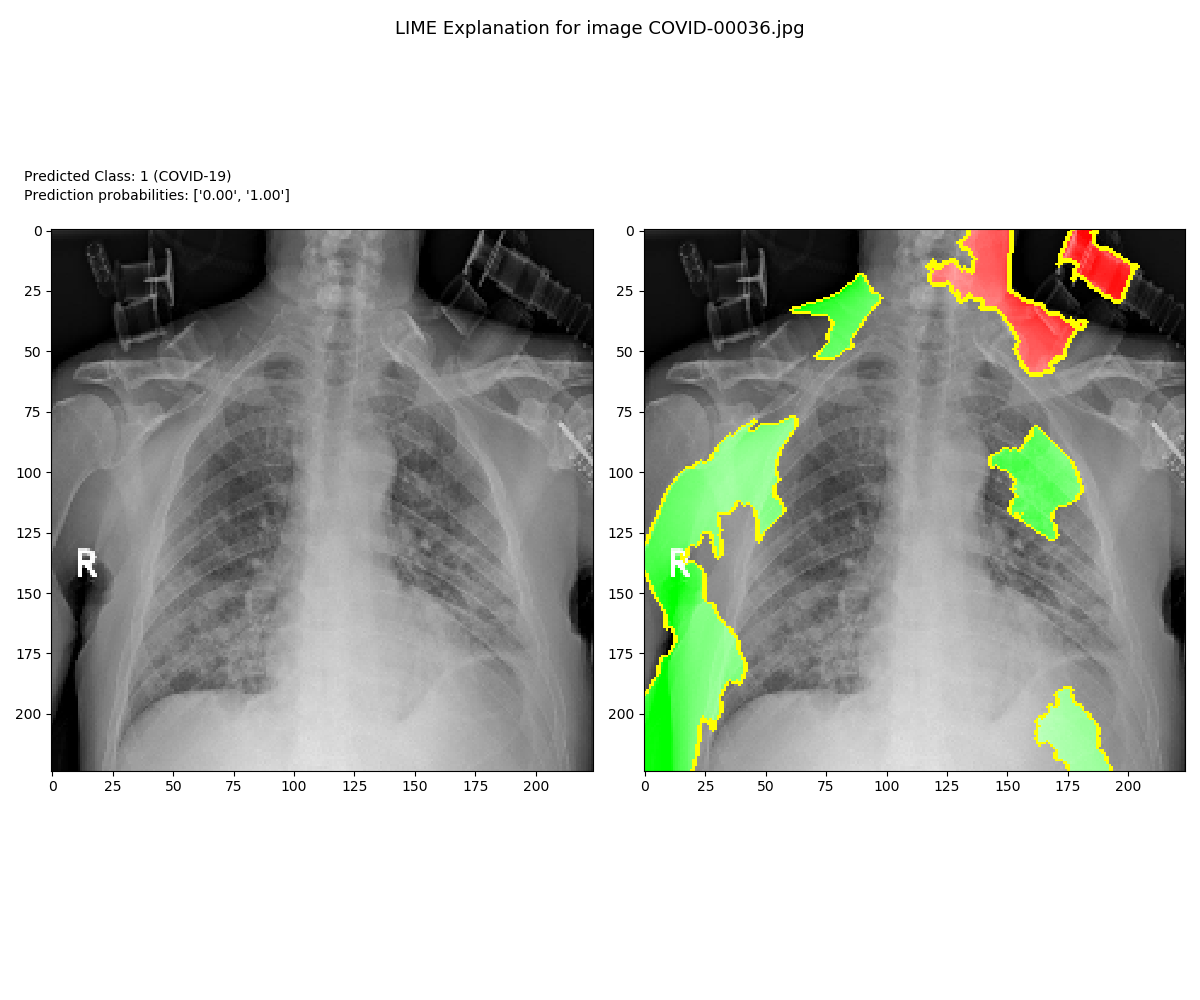 LIME Explanation for image COVID-00036.jpg
Predicted Class: 1 (COVID-19)
Prediction probabilities: ['0.00', '1.00']
0
25
50
75
100
125
150
175
200
0 25 50 75 100 125 150 175 200
R
0
25
50
75
100
125
150
175
200
0 25 50 75 100 125 150 175 200
R